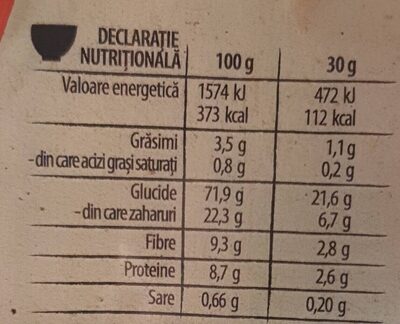 DECLARAȚIE
NUTRIȚIONALĂ 100 g 30 g
Valoare energetică 1574 kJ 472 kJ
373 kcal 112 kcal
Grăsimi 3,5 g 1,1 g
-din care acizi grași saturați 0,8 g 0,2 g
Glucide 71,9 g 21,6 g
-din care zaharuri 22,3 g 6,7 g
Fibre 9,3 g 2,8 g
Proteine 8,7 g 2,6 g
Sare 0,66 g 0,20 g